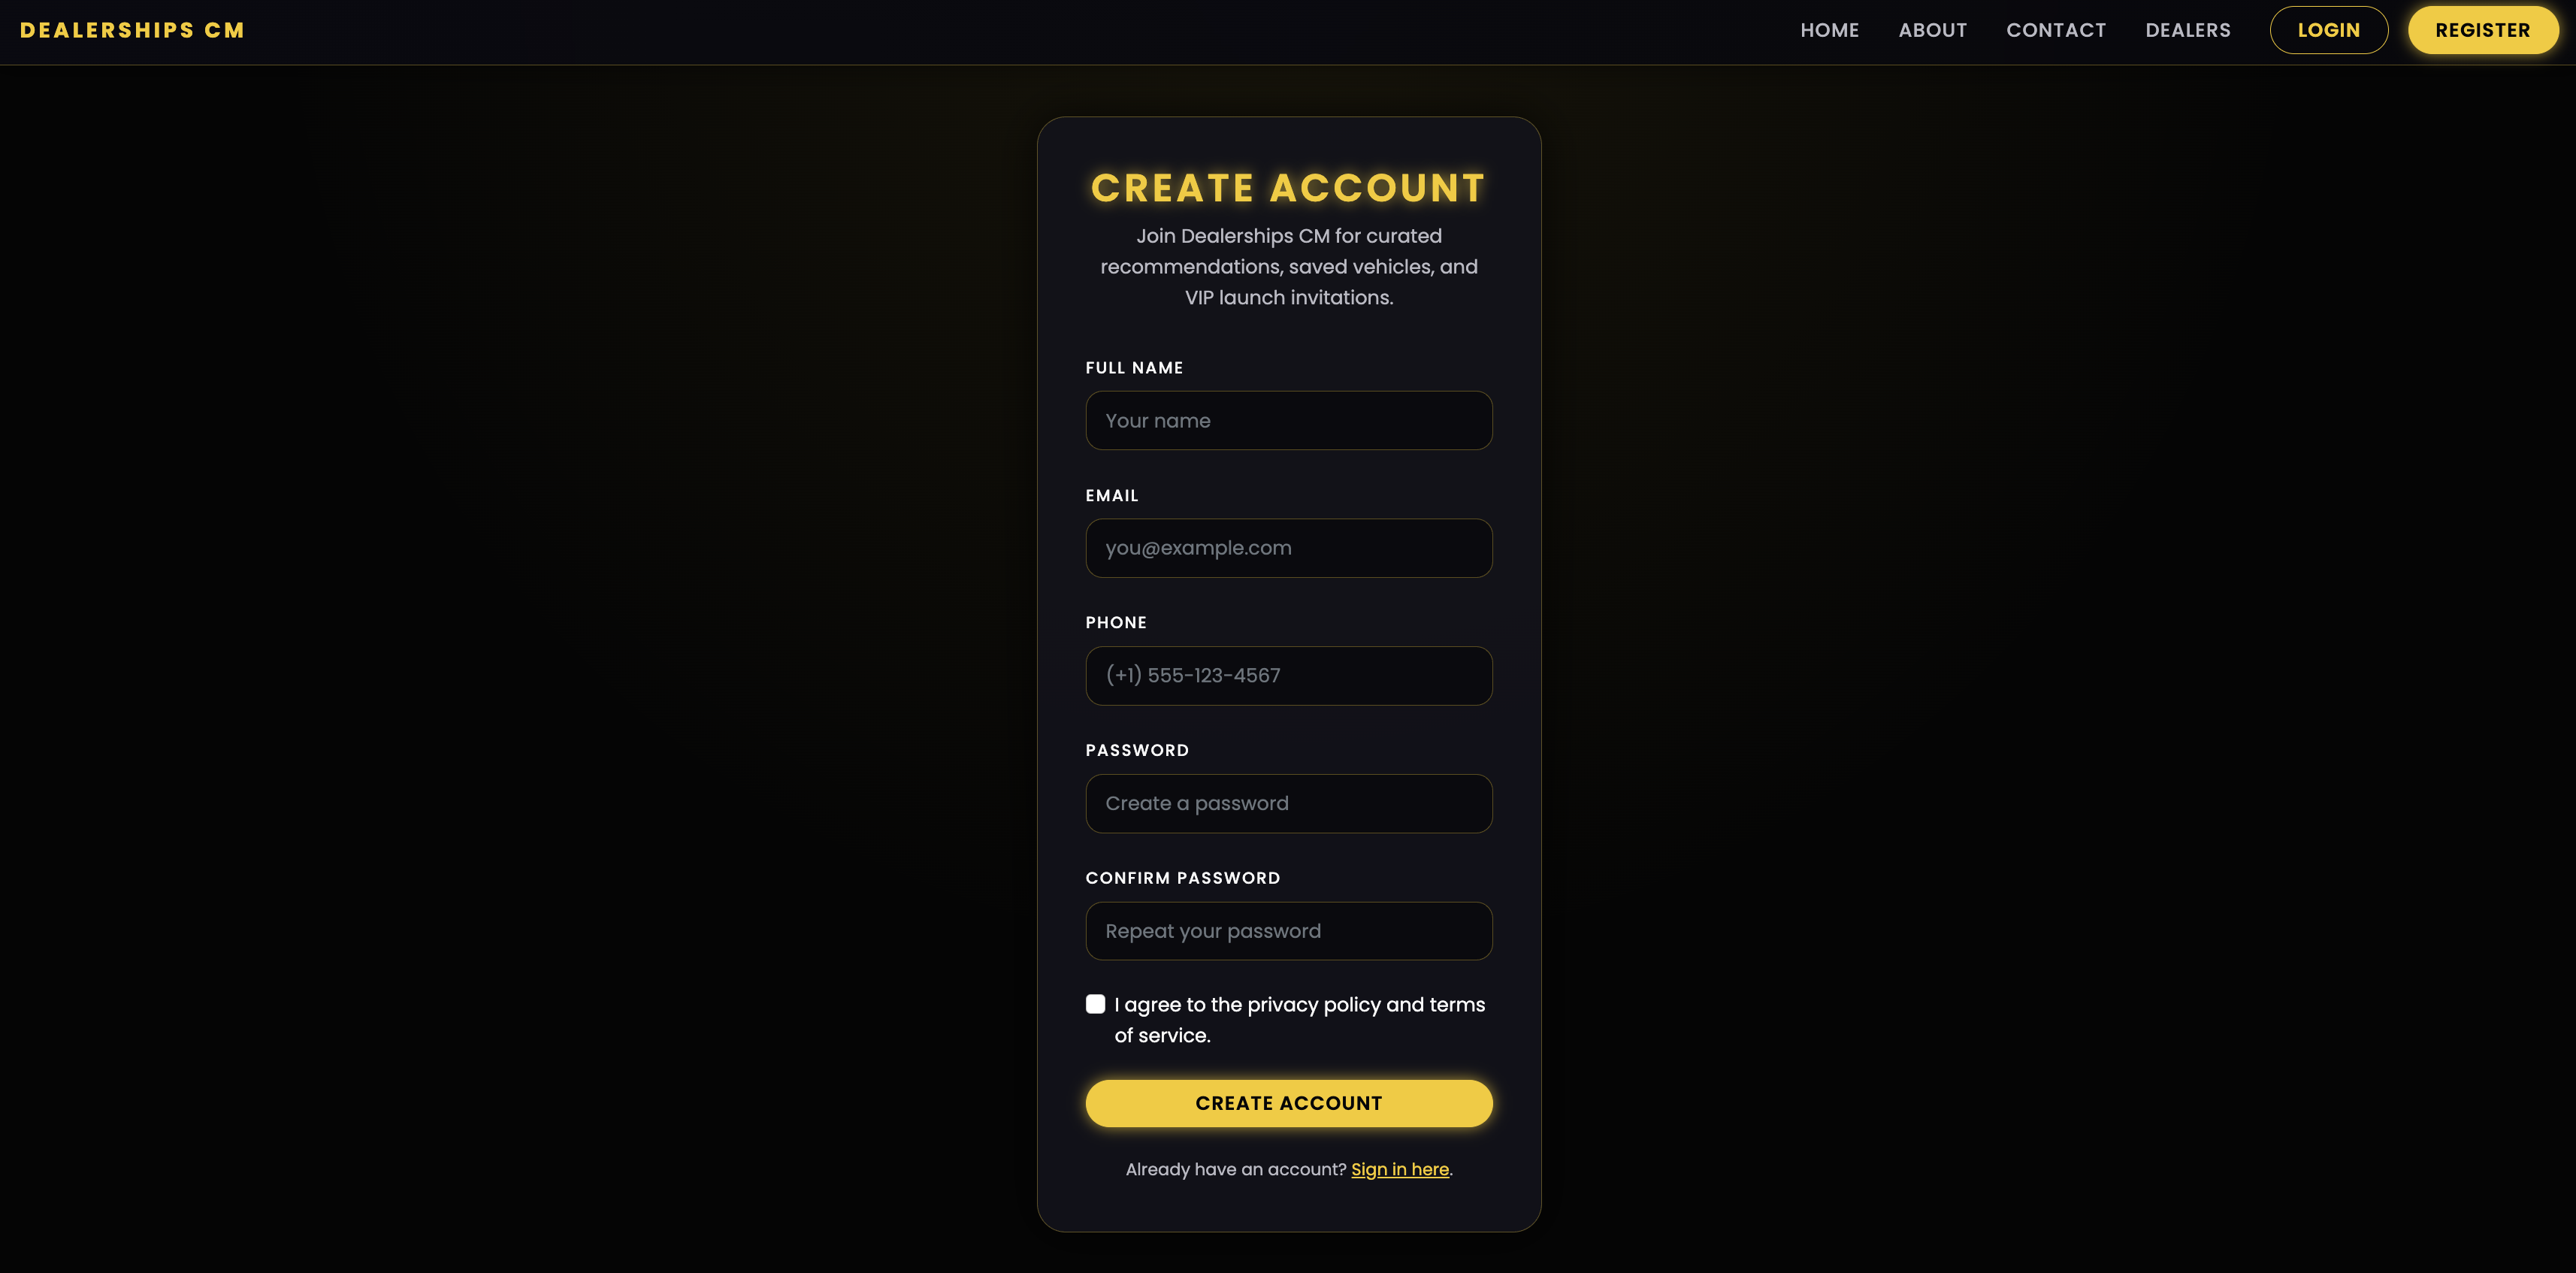 DEALERSHIPS CM
HOME ABOUT CONTACT DEALERS LOGIN REGISTER
CREATE ACCOUNT
Join Dealerships CM for curated
recommendations, saved vehicles, and
VIP launch invitations.
FULL NAME
Your name
EMAIL
you@example.com
PHONE
(+1) 555-123-4567
PASSWORD
Create a password
CONFIRM PASSWORD
Repeat your password
I agree to the privacy policy and terms
of service.
CREATE ACCOUNT
Already have an account? Sign in here.